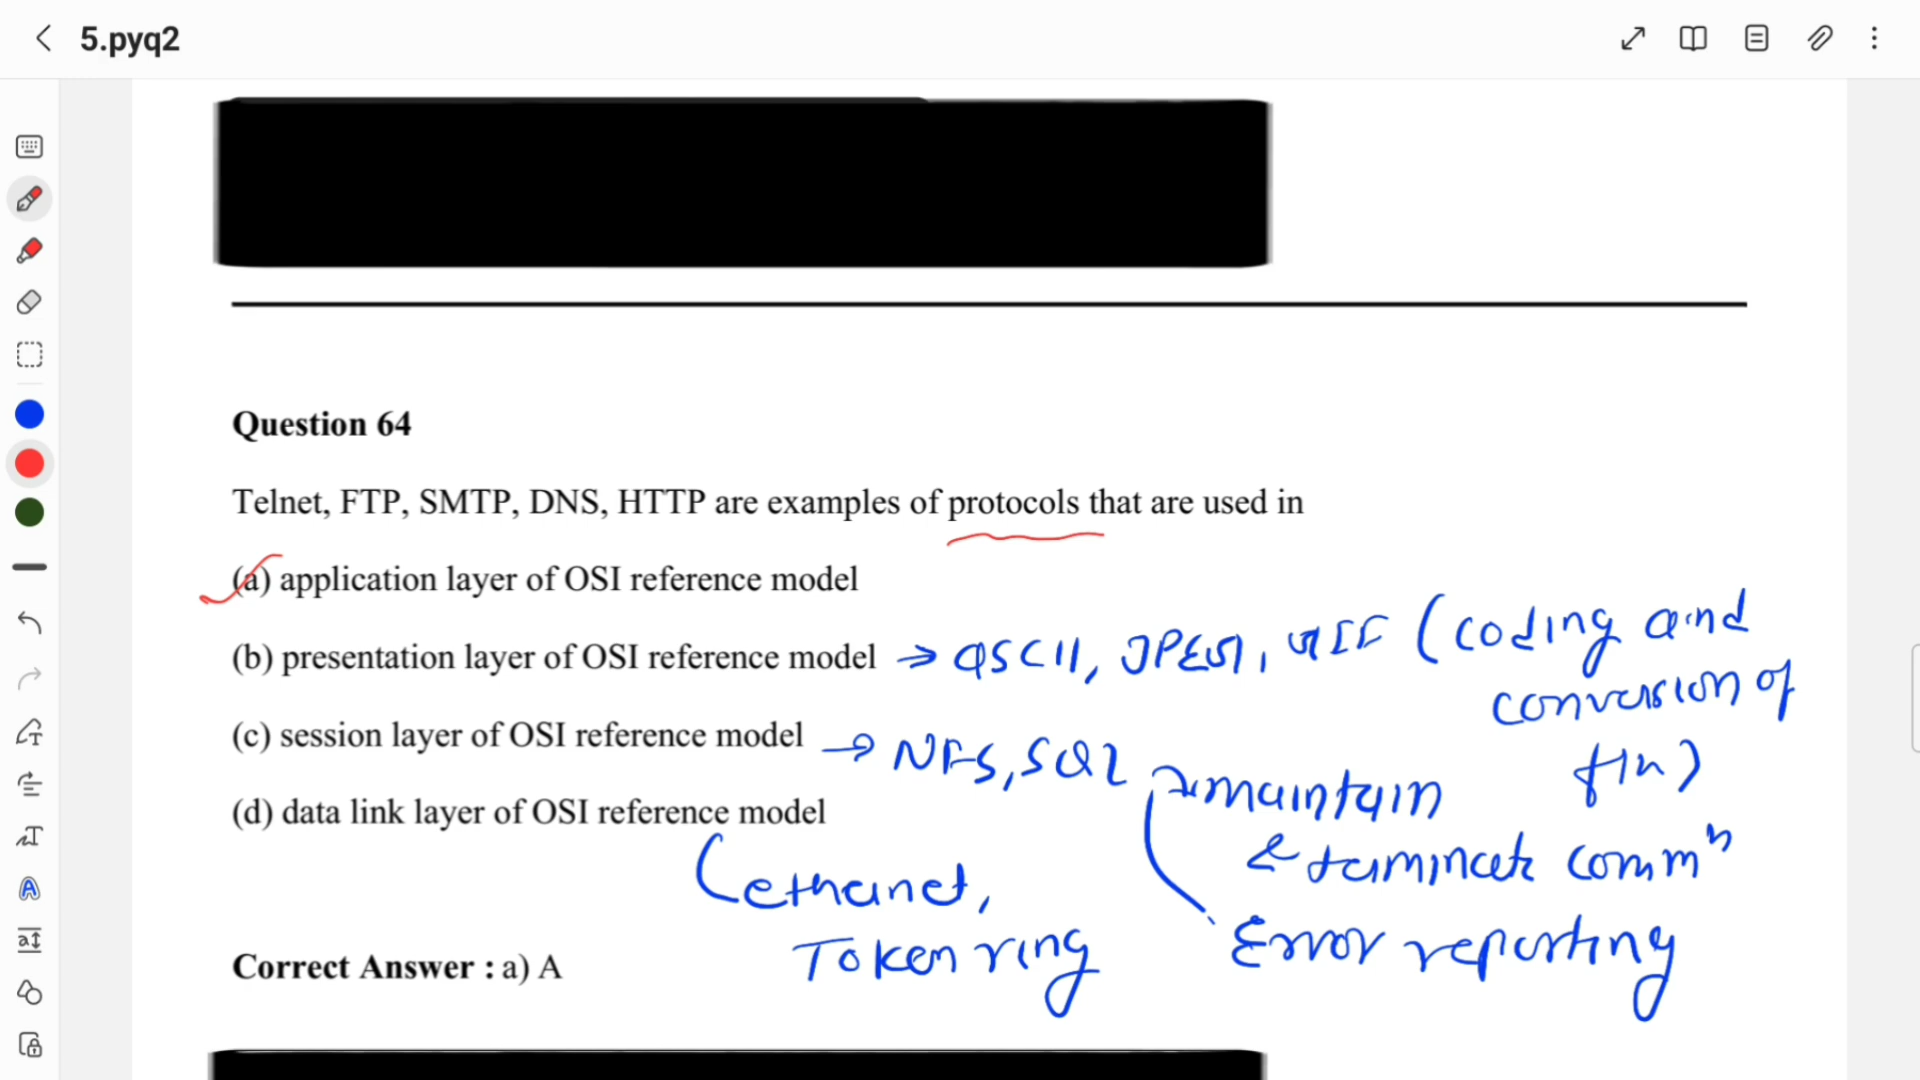 5.pyq2
Question 64
Telnet, FTP, SMTP, DNS, HTTP are examples of protocols that are used in
(a) application layer of OSI reference model
(b) presentation layer of OSI reference model → ASCII, JPEG, GIF (coding and
conversion of
fin)
(c) session layer of OSI reference model → NFS, SQL → maintain
& terminate commⁿ
Error reporting
(d) data link layer of OSI reference model
ethernet,
Token ring
Correct Answer : a) A